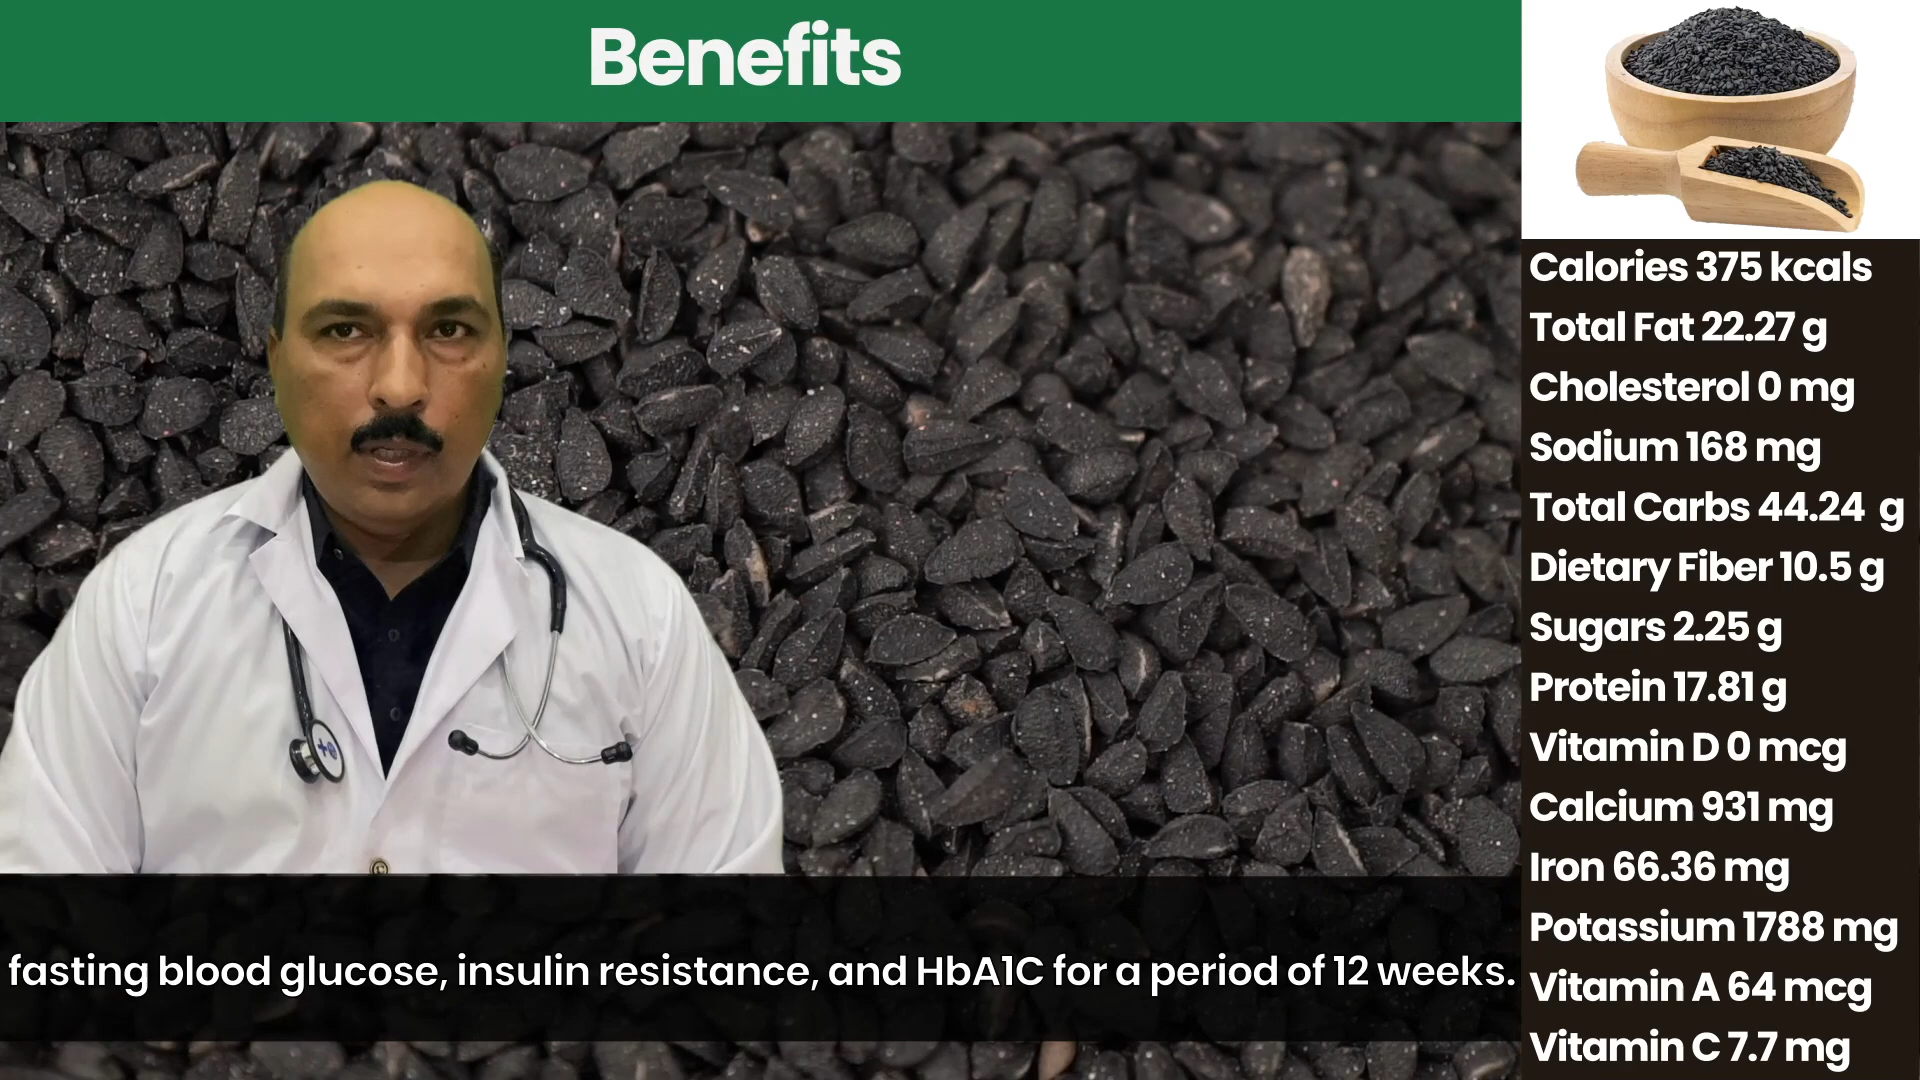 Benefits
fasting blood glucose, insulin resistance, and HbA1C for a period of 12 weeks.
Calories 375 kcals
Total Fat 22.27 g
Cholesterol 0 mg
Sodium 168 mg
Total Carbs 44.24 g
Dietary Fiber 10.5 g
Sugars 2.25 g
Protein 17.81 g
Vitamin D 0 mcg
Calcium 931 mg
Iron 66.36 mg
Potassium 1788 mg
Vitamin A 64 mcg
Vitamin C 7.7 mg